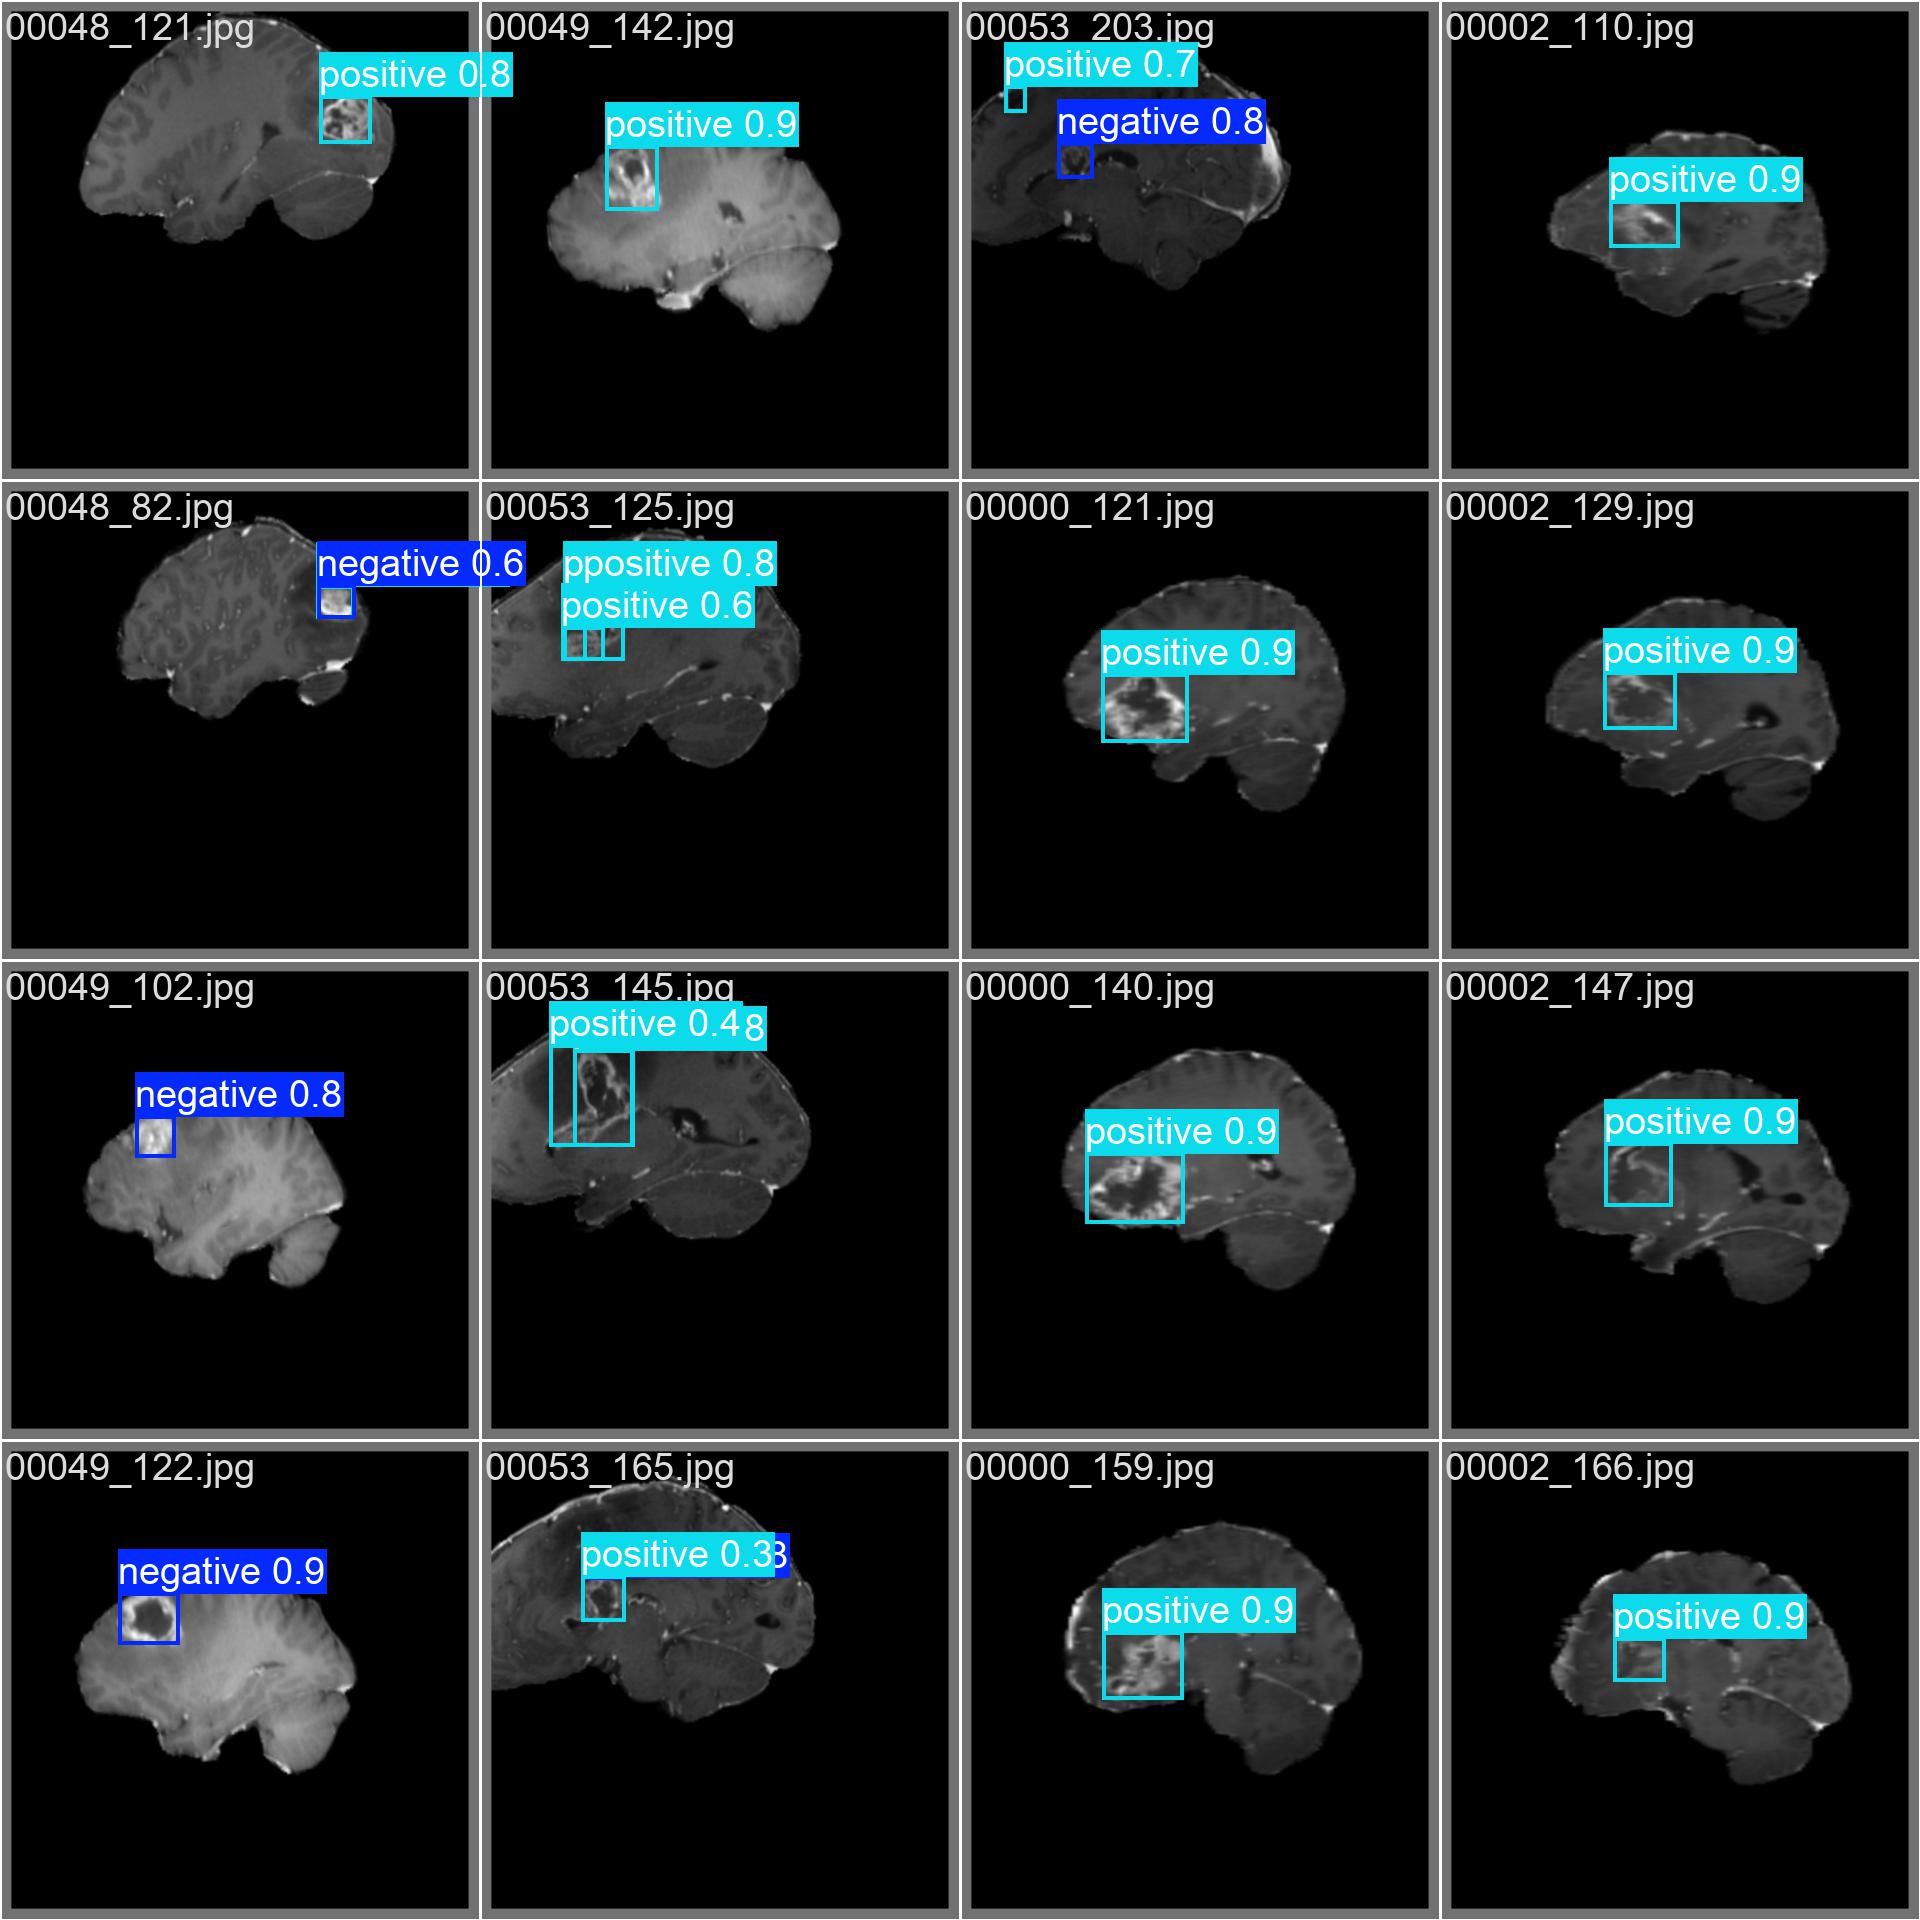 00048_121.jpg
positive 0.8
00049_142.jpg
positive 0.9
00053_203.jpg
positive 0.7
negative 0.8
00002_110.jpg
positive 0.9
00048_82.jpg
negative 0.6
00053_125.jpg
ppositive 0.8
positive 0.6
00000_121.jpg
positive 0.9
00002_129.jpg
positive 0.9
00049_102.jpg
negative 0.8
00053_145.jpg
positive 0.48
00000_140.jpg
positive 0.9
00002_147.jpg
positive 0.9
00049_122.jpg
negative 0.9
00053_165.jpg
positive 0.3
00000_159.jpg
positive 0.9
00002_166.jpg
positive 0.9